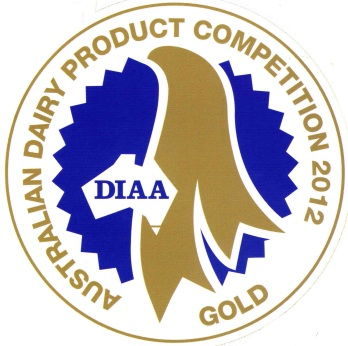 AUSTRALIAN DAIRY PRODUCT COMPETITION 2012
DIAA
GOLD